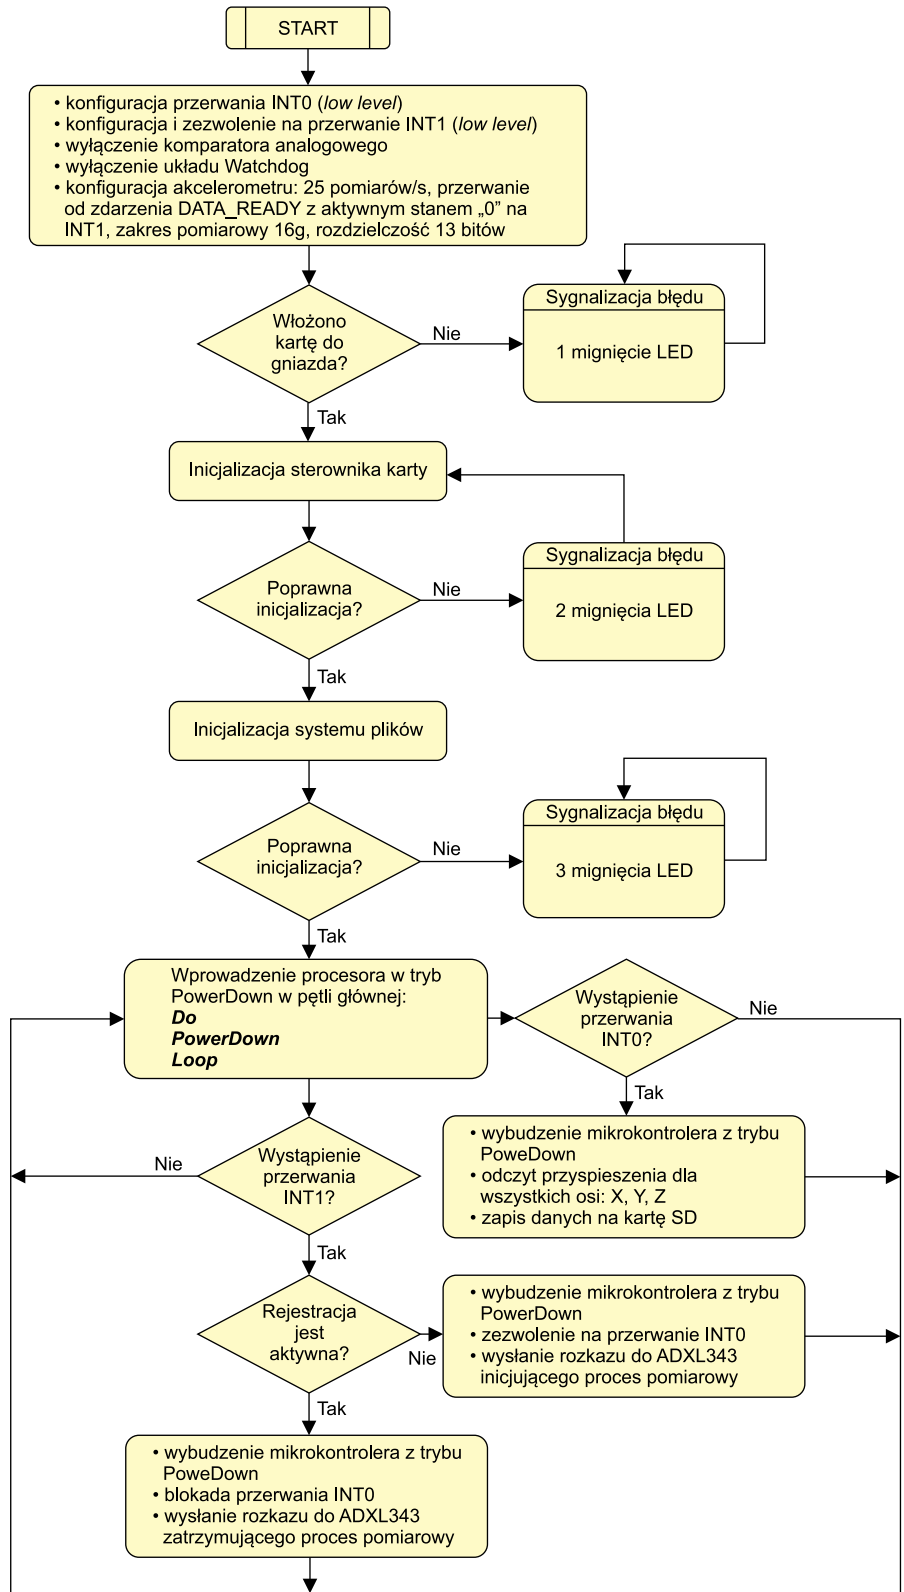 START
• konfiguracja przerwania INT0 (low level)
• konfiguracja i zezwolenie na przerwanie INT1 (low level)
• wyłączenie komparatora analogowego
• wyłączenie układu Watchdog
• konfiguracja akcelerometru: 25 pomiarów/s, przerwanie
od zdarzenia DATA_READY z aktywnym stanem „0” na
INT1, zakres pomiarowy 16g, rozdzielczość 13 bitów
Włożono
kartę do
gniazda?
Nie
Sygnalizacja błędu
1 mignięcie LED
Tak
Inicjalizacja sterownika karty
Poprawna
inicjalizacja?
Nie
Sygnalizacja błędu
2 mignięcia LED
Tak
Inicjalizacja systemu plików
Poprawna
inicjalizacja?
Nie
Sygnalizacja błędu
3 mignięcia LED
Tak
Wprowadzenie procesora w tryb
PowerDown w pętli głównej:
Do
PowerDown
Loop
Wystąpienie
przerwania
INT0?
Nie
Tak
• wybudzenie mikrokontrolera z trybu
PoweDown
• odczyt przyspieszenia dla
wszystkich osi: X, Y, Z
• zapis danych na kartę SD
Wystąpienie
przerwania
INT1?
Nie
Tak
Rejestracja
jest
aktywna?
Nie
• wybudzenie mikrokontrolera z trybu
PowerDown
• zezwolenie na przerwanie INT0
• wysłanie rozkazu do ADXL343
inicjującego proces pomiarowy
Tak
• wybudzenie mikrokontrolera z trybu
PoweDown
• blokada przerwania INT0
• wysłanie rozkazu do ADXL343
zatrzymującego proces pomiarowy